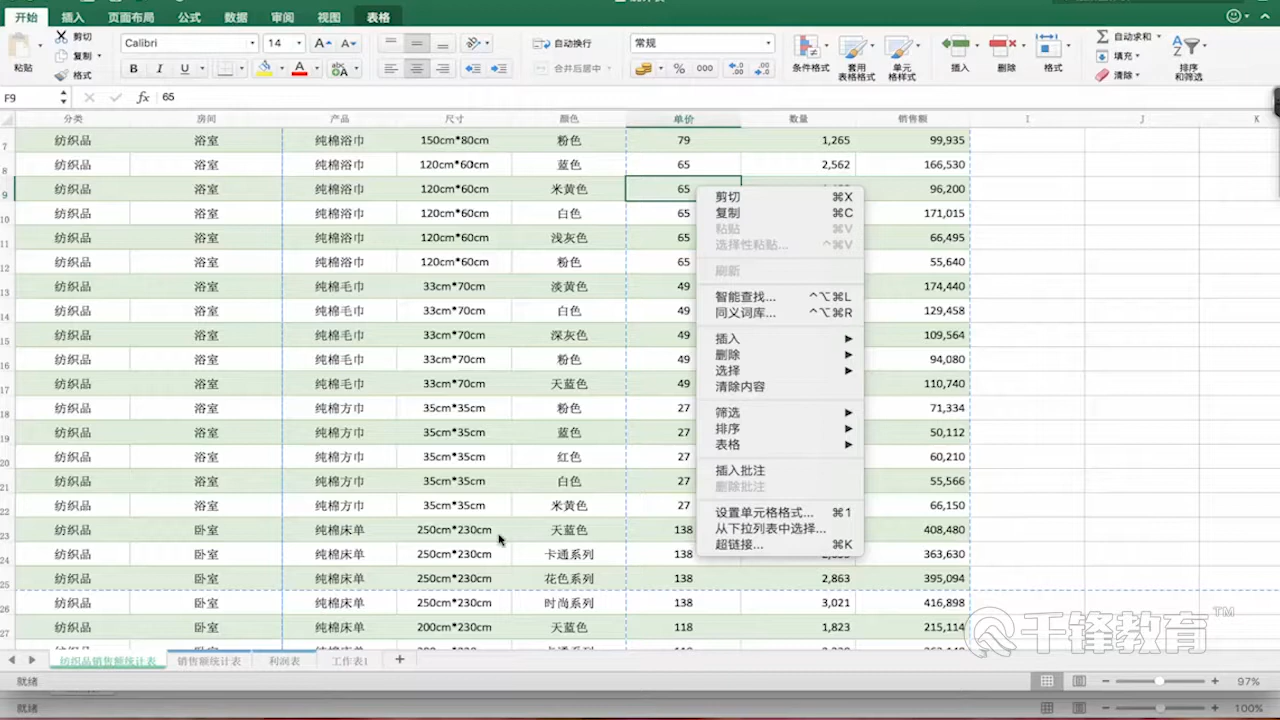 开始 插入 页面布局 公式 数据 审阅 视图 表格
剪切 复制 格式 粘贴
Calibri 14 自动换行 常规
B I U abc A 合并后居中 % 000
条件格式 套用表格格式 单元格样式 插入 删除 格式 自动求和 填充 清除 排序和筛选
F9 fx 65
分类 房间 产品 尺寸 颜色 单价 数量 销售额 I J K
7 纺织品 浴室 纯棉浴巾 150cm*80cm 粉色 79 1,265 99,935
8 纺织品 浴室 纯棉浴巾 120cm*60cm 蓝色 65 2,562 166,530
9 纺织品 浴室 纯棉浴巾 120cm*60cm 米黄色 65 96,200
10 纺织品 浴室 纯棉浴巾 120cm*60cm 白色 65 171,015
11 纺织品 浴室 纯棉浴巾 120cm*60cm 浅灰色 65 66,495
12 纺织品 浴室 纯棉浴巾 120cm*60cm 粉色 65 55,640
13 纺织品 浴室 纯棉毛巾 33cm*70cm 淡黄色 49 174,440
14 纺织品 浴室 纯棉毛巾 33cm*70cm 白色 49 129,458
15 纺织品 浴室 纯棉毛巾 33cm*70cm 深灰色 49 109,564
16 纺织品 浴室 纯棉毛巾 33cm*70cm 粉色 49 94,080
17 纺织品 浴室 纯棉毛巾 33cm*70cm 天蓝色 49 110,740
18 纺织品 浴室 纯棉方巾 35cm*35cm 粉色 27 71,334
19 纺织品 浴室 纯棉方巾 35cm*35cm 蓝色 27 50,112
20 纺织品 浴室 纯棉方巾 35cm*35cm 红色 27 60,210
21 纺织品 浴室 纯棉方巾 35cm*35cm 白色 27 55,566
22 纺织品 浴室 纯棉方巾 35cm*35cm 米黄色 27 66,150
23 纺织品 卧室 纯棉床单 250cm*230cm 天蓝色 138 408,480
24 纺织品 卧室 纯棉床单 250cm*230cm 卡通系列 138 363,630
25 纺织品 卧室 纯棉床单 250cm*230cm 花色系列 138 2,863 395,094
26 纺织品 卧室 纯棉床单 250cm*230cm 时尚系列 138 3,021 416,898
27 纺织品 卧室 纯棉床单 200cm*230cm 天蓝色 118 1,823 215,114
剪切 ⌘X
复制 ⌘C
粘贴 ⌘V
选择性粘贴... ^⌘V
刷新
智能查找... ^⌥⌘L
同义词库... ^⌥⌘R
插入
删除
选择
清除内容
筛选
排序
表格
插入批注
删除批注
设置单元格格式... ⌘1
从下拉列表中选择...
超链接... ⌘K
千锋教育 TM
纺织品销售额统计表 销售额统计表 利润表 工作表1 +
就绪 97%
就绪 100%